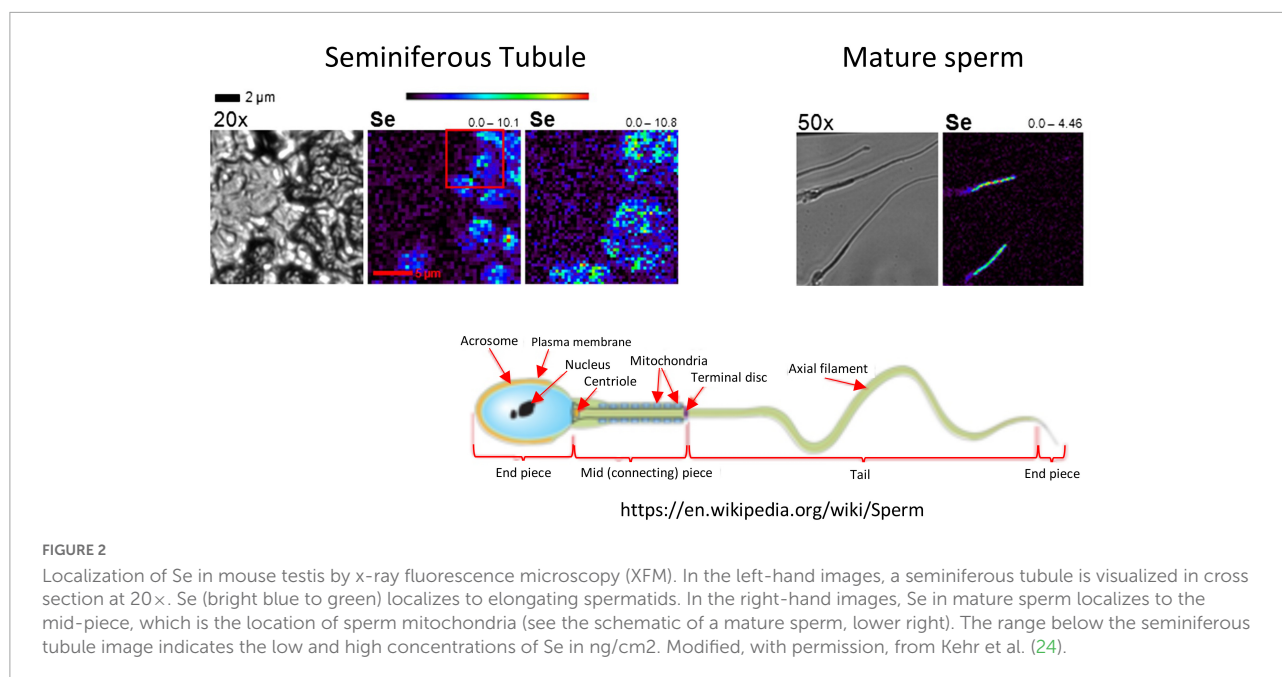 Seminiferous Tubule
Mature sperm
2 µm
20x
Se
0.0 – 10.1
Se
0.0 – 10.8
5µm
50x
Se
0.0 – 4.46
Acrosome
Plasma membrane
Nucleus
Centriole
Mitochondria
Terminal disc
Axial filament
End piece
Mid (connecting) piece
Tail
End piece
https://en.wikipedia.org/wiki/Sperm
FIGURE 2
Localization of Se in mouse testis by x-ray fluorescence microscopy (XFM). In the left-hand images, a seminiferous tubule is visualized in cross
section at 20×. Se (bright blue to green) localizes to elongating spermatids. In the right-hand images, Se in mature sperm localizes to the
mid-piece, which is the location of sperm mitochondria (see the schematic of a mature sperm, lower right). The range below the seminiferous
tubule image indicates the low and high concentrations of Se in ng/cm2. Modified, with permission, from Kehr et al. (24).